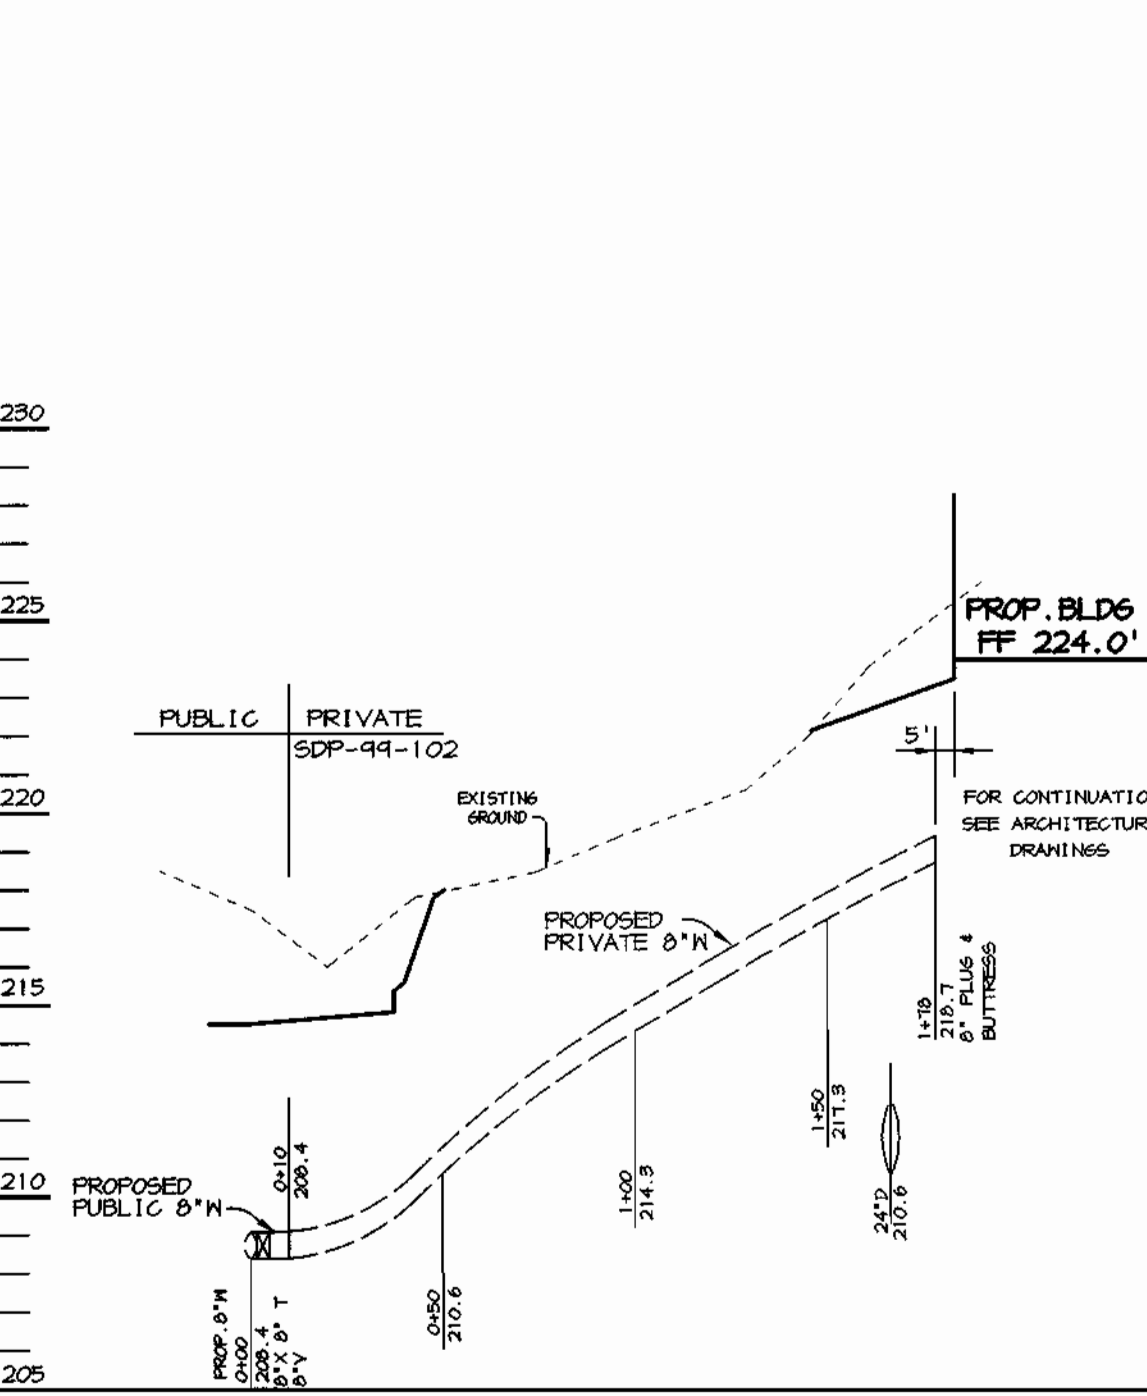 230
225
220
215
210
205
PROP. BLDG
FF 224.0'
PUBLIC
PRIVATE
SDP-99-102
5'
EXISTING
GROUND
FOR CONTINUATIO
SEE ARCHITECTUR
DRAWINGS
PROPOSED
PRIVATE 8"W
1+78
218.7
8" PLUG &
BUTTRESS
1+50
217.3
24"D
210.6
1+00
214.3
0+10
208.4
PROPOSED
PUBLIC 8"W
0+50
210.6
PROP. 8"W
0+00
208.4
8"X 8" T
8"V